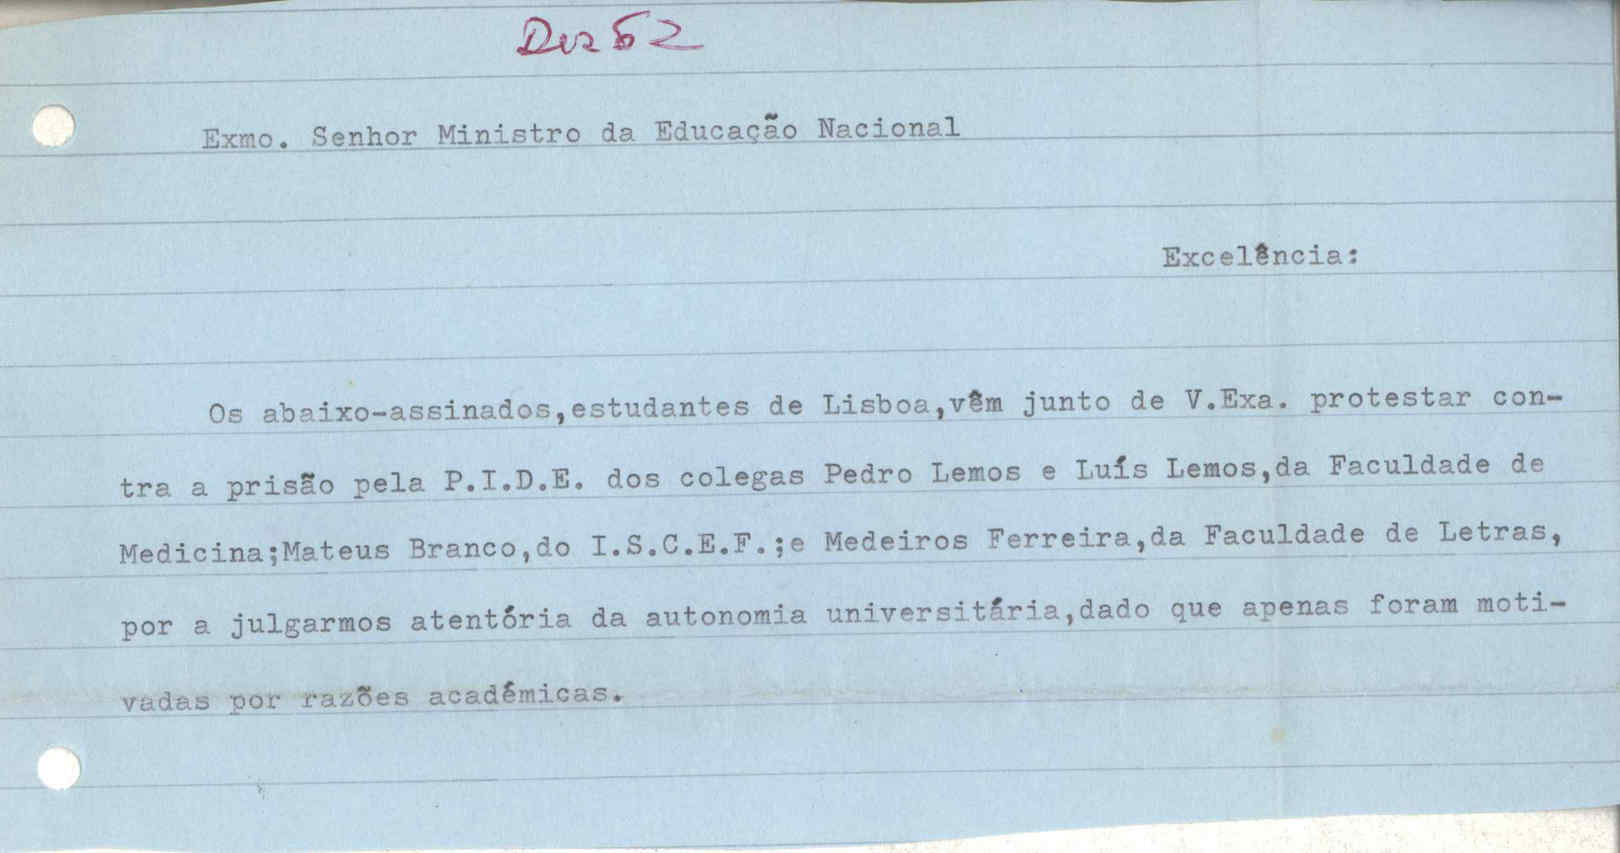 Dez 62
Exmo. Senhor Ministro da Educação Nacional
Excelência:
Os abaixo-assinados,estudantes de Lisboa,vêm junto de V.Exa. protestar con-
tra a prisão pela P.I.D.E. dos colegas Pedro Lemos e Luís Lemos,da Faculdade de
Medicina;Mateus Branco,do I.S.C.E.F.;e Medeiros Ferreira,da Faculdade de Letras,
por a julgarmos atentória da autonomia universitária,dado que apenas foram moti-
vadas por razões académicas.